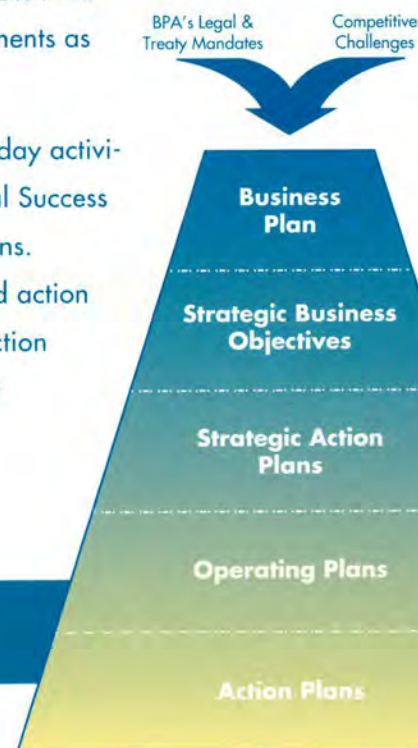 ments as
day activi-
l Success
ns.
d action
ction
BPA's Legal &
Treaty Mandates
Competitive
Challenges
Business
Plan
Strategic Business
Objectives
Strategic Action
Plans
Operating Plans
Action Plans